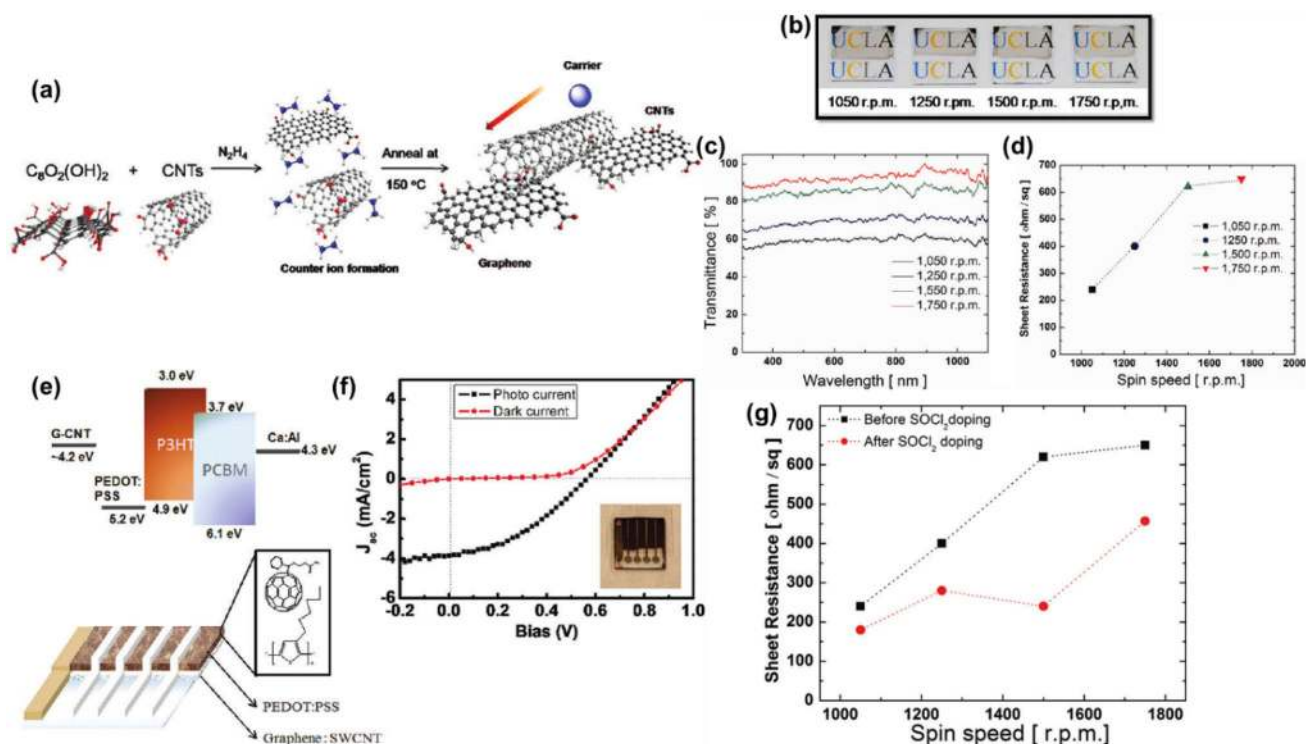 (a)
C₈O₂(OH)₂ + CNTs
N₂H₄
Counter ion formation
Anneal at
150 °C
Carrier
CNTs
Graphene
(b)
UCLA UCLA UCLA UCLA
UCLA UCLA UCLA UCLA
1050 r.p.m. 1250 r.pm. 1500 r.p.m. 1750 r.p,m.
(c)
Transmittance [ % ]
100
80
60
40
20
0
1,050 r.p.m.
1,250 r.p.m.
1,550 r.p.m.
1,750 r.p.m.
400 600 800 1000
Wavelength [ nm ]
(d)
Sheet Resistance [ ohm / sq ]
700
600
500
400
300
200
100
0
1,050 r.p.m.
1250 r.p.m.
1,500 r.p.m.
1,750 r.p.m.
1000 1200 1400 1600 1800 2000
Spin speed [ r.p.m. ]
(e)
3.0 eV
3.7 eV
G-CNT
~4.2 eV
P3HT
PCBM
Ca:Al
4.3 eV
PEDOT:
PSS
5.2 eV
4.9 eV
6.1 eV
PEDOT:PSS
Graphene:SWCNT
(f)
Jsc (mA/cm²)
4
2
0
-2
-4
-6
Photo current
Dark current
-0.2 0.0 0.2 0.4 0.6 0.8 1.0
Bias (V)
(g)
Sheet Resistance [ ohm / sq ]
700
600
500
400
300
200
100
0
Before SOCl₂ doping
After SOCl₂ doping
1000 1200 1400 1600 1800
Spin speed [ r.p.m. ]